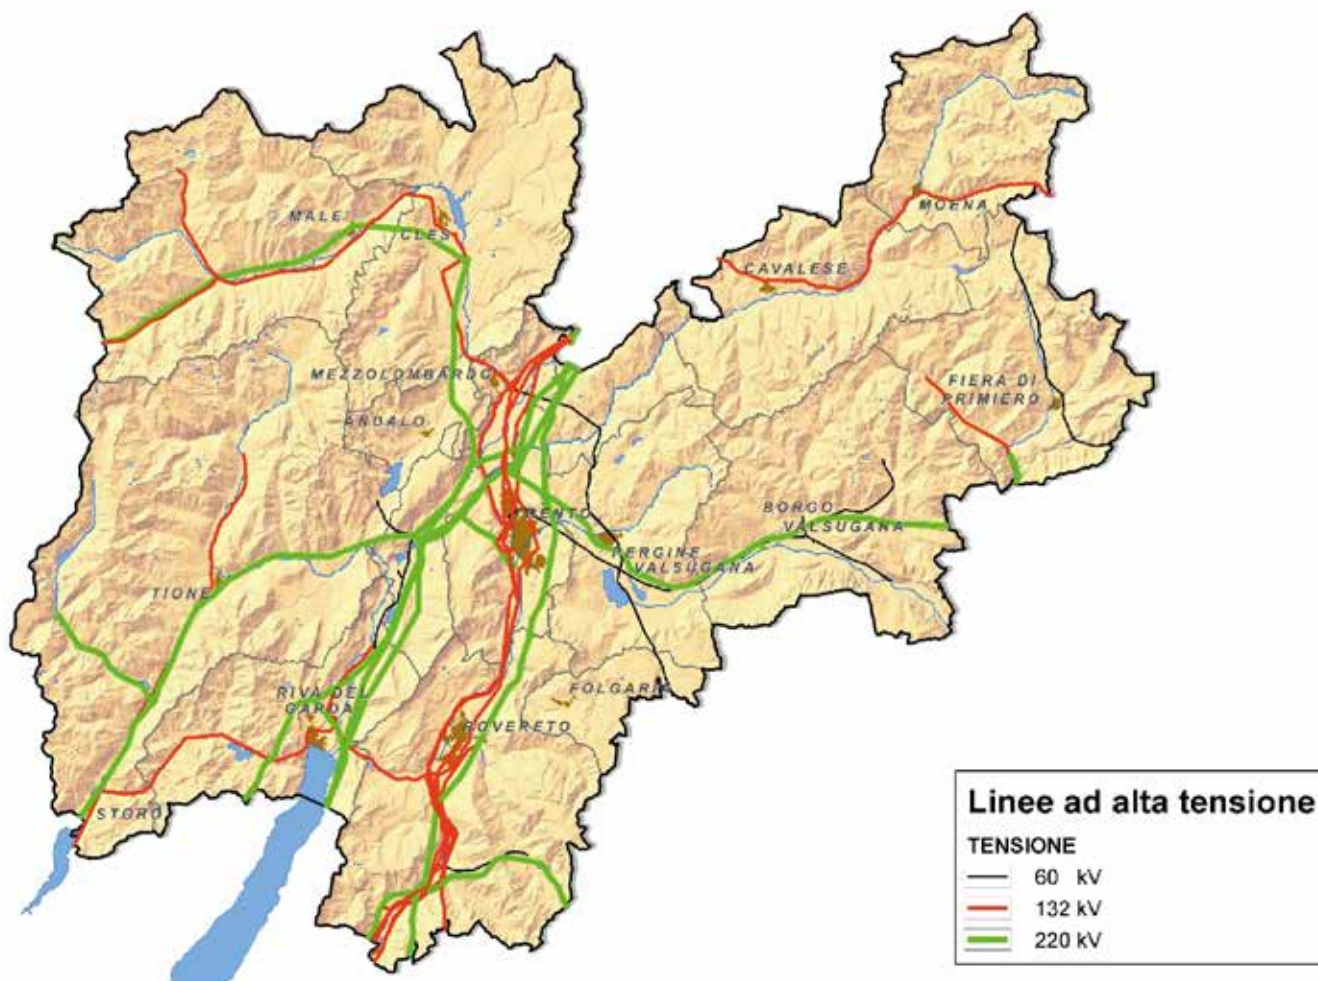 MOENA
MALE'
CLES
CAVALESE
MEZZOLOMBARDO
FIERA DI
PRIMIERO
ANDALO
BORGO
VALSUGANA
TRENTO
PERGINE
VALSUGANA
TIONE
RIVA DEL
GARDA
FOLGARIA
ROVERETO
STORO
Linee ad alta tensione
TENSIONE
60 kV
132 kV
220 kV